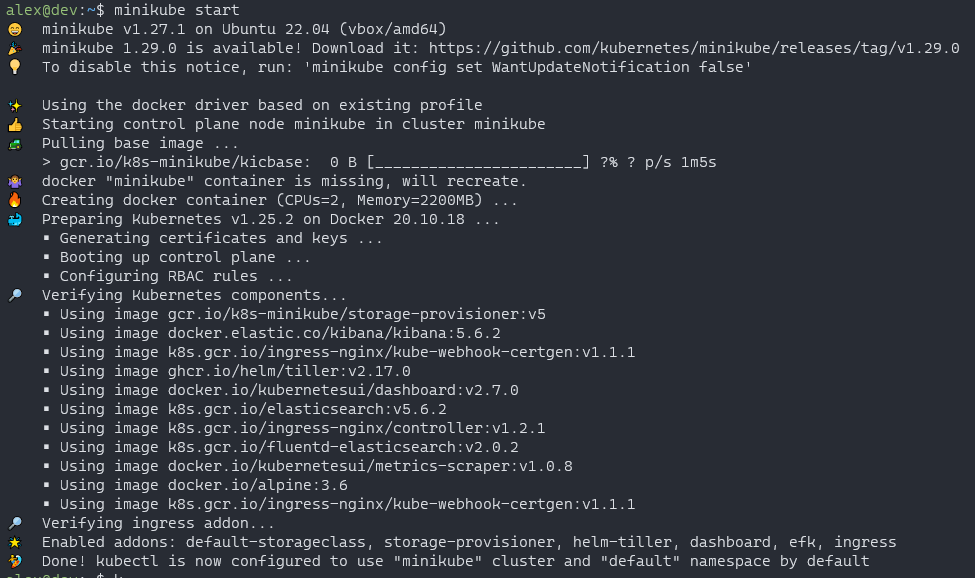 alex@dev:~$ minikube start
minikube v1.27.1 on Ubuntu 22.04 (vbox/amd64)
minikube 1.29.0 is available! Download it: https://github.com/kubernetes/minikube/releases/tag/v1.29.0
To disable this notice, run: 'minikube config set WantUpdateNotification false'
Using the docker driver based on existing profile
Starting control plane node minikube in cluster minikube
Pulling base image ...
> gcr.io/k8s-minikube/kicbase:  0 B [_______________________] ?% ? p/s 1m5s
docker "minikube" container is missing, will recreate.
Creating docker container (CPUs=2, Memory=2200MB) ...
Preparing Kubernetes v1.25.2 on Docker 20.10.18 ...
▪ Generating certificates and keys ...
▪ Booting up control plane ...
▪ Configuring RBAC rules ...
Verifying Kubernetes components...
▪ Using image gcr.io/k8s-minikube/storage-provisioner:v5
▪ Using image docker.elastic.co/kibana/kibana:5.6.2
▪ Using image k8s.gcr.io/ingress-nginx/kube-webhook-certgen:v1.1.1
▪ Using image ghcr.io/helm/tiller:v2.17.0
▪ Using image docker.io/kubernetesui/dashboard:v2.7.0
▪ Using image k8s.gcr.io/elasticsearch:v5.6.2
▪ Using image k8s.gcr.io/ingress-nginx/controller:v1.2.1
▪ Using image k8s.gcr.io/fluentd-elasticsearch:v2.0.2
▪ Using image docker.io/kubernetesui/metrics-scraper:v1.0.8
▪ Using image docker.io/alpine:3.6
▪ Using image k8s.gcr.io/ingress-nginx/kube-webhook-certgen:v1.1.1
Verifying ingress addon...
Enabled addons: default-storageclass, storage-provisioner, helm-tiller, dashboard, efk, ingress
Done! kubectl is now configured to use "minikube" cluster and "default" namespace by default